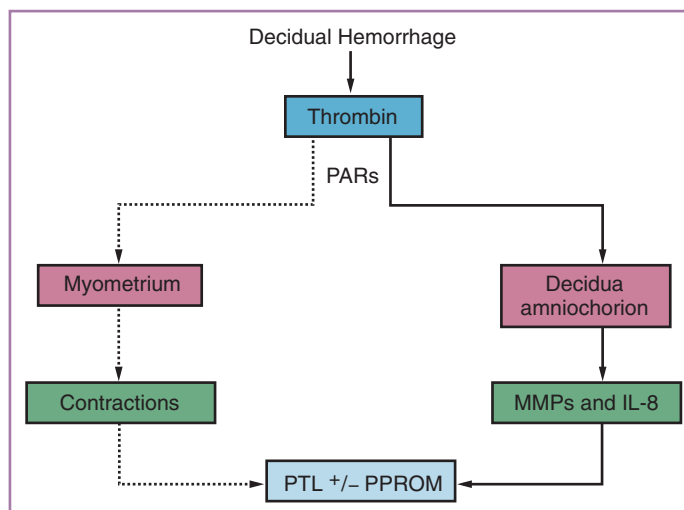 Decidual Hemorrhage
Thrombin
PARs
Myometrium
Decidua
amniochorion
Contractions
MMPs and IL-8
PTL +/– PPROM